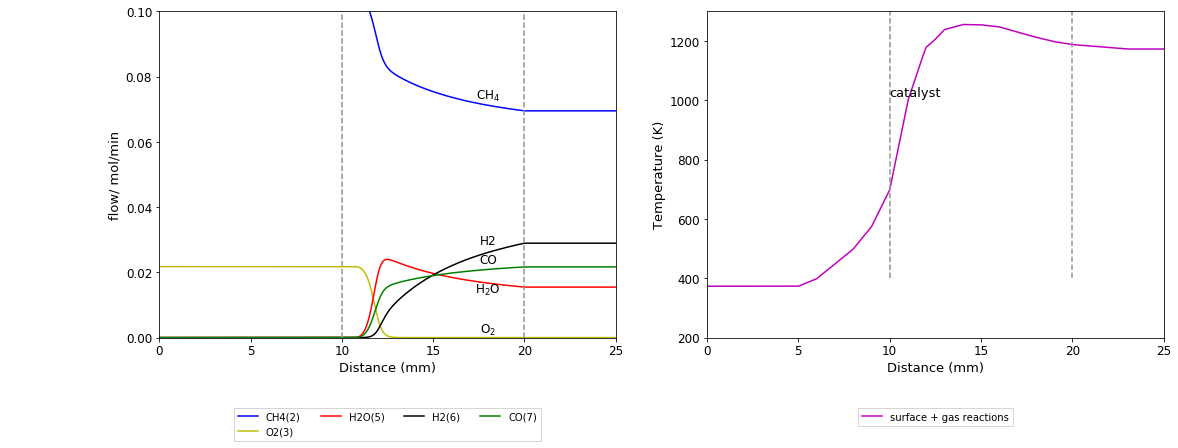 0.10
0.08
0.06
0.04
0.02
0.00
flow/ mol/min
CH₄
H2
CO
H₂O
O₂
0 5 10 15 20 25
Distance (mm)
CH4(2) H2O(5) H2(6) CO(7)
O2(3)
1200
1000
800
600
400
200
Temperature (K)
catalyst
0 5 10 15 20 25
Distance (mm)
surface + gas reactions